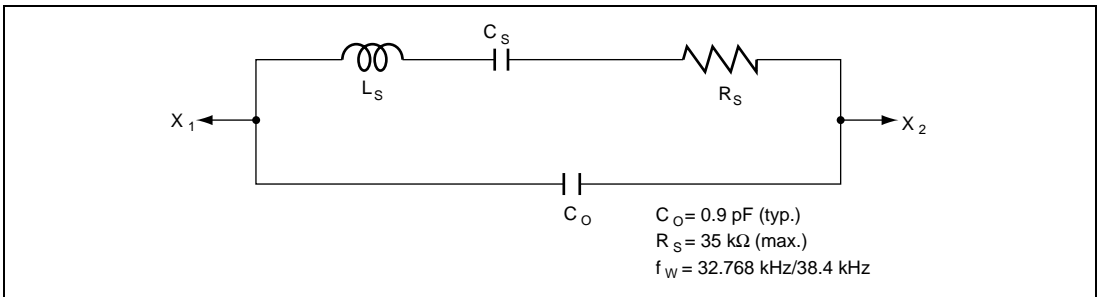 C S
L S
R S
X 1
X 2
C O
C O = 0.9 pF (typ.)
R S = 35 kΩ (max.)
f W = 32.768 kHz/38.4 kHz